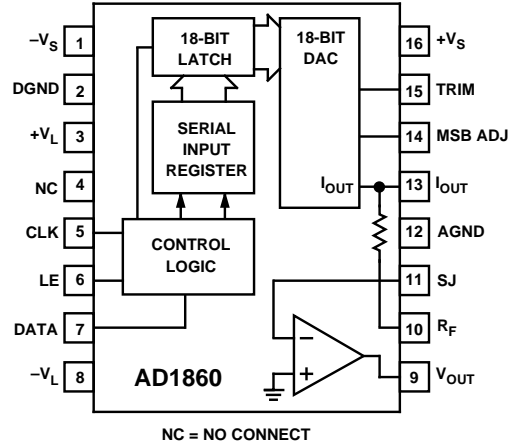 –VS 1
DGND 2
+VL 3
NC 4
CLK 5
LE 6
DATA 7
–VL 8
18-BIT
LATCH
SERIAL
INPUT
REGISTER
CONTROL
LOGIC
18-BIT
DAC
IOUT
16 +VS
15 TRIM
14 MSB ADJ
13 IOUT
12 AGND
11 SJ
10 RF
9 VOUT
–
+
AD1860
NC = NO CONNECT